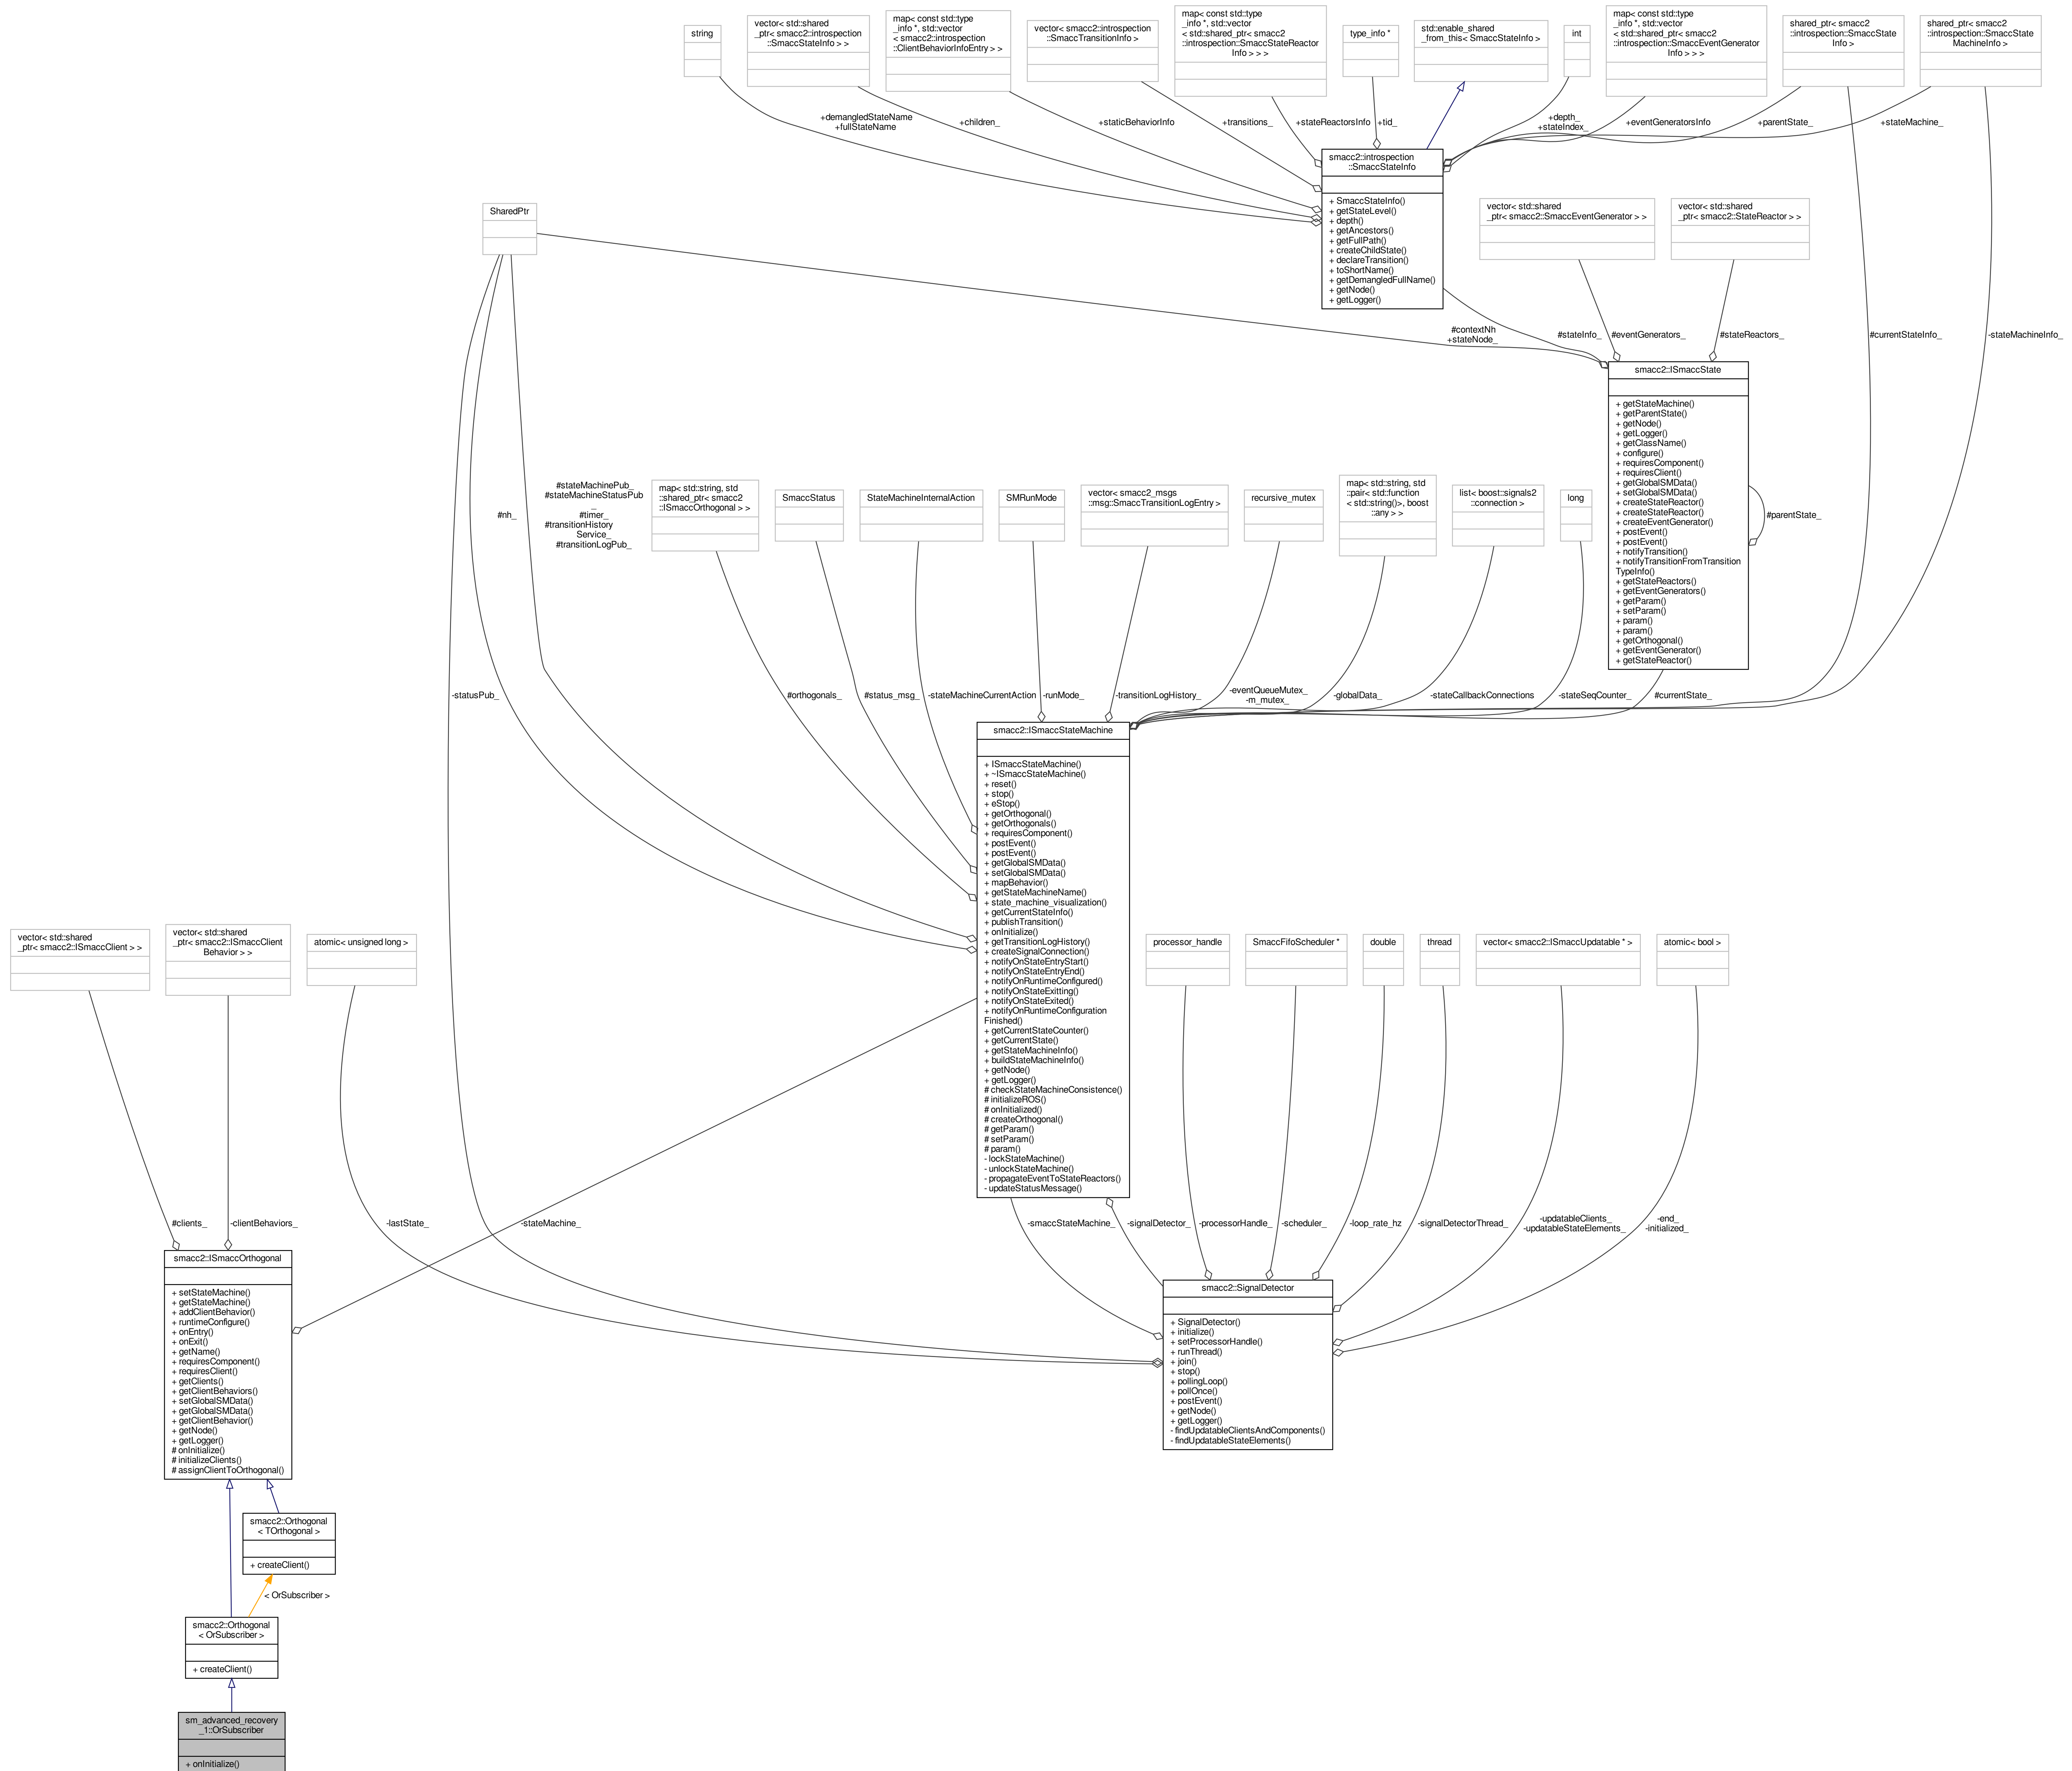 string
vector< std::shared
_ptr< smacc2::introspection
::SmaccStateInfo > >
map< const std::type
_info *, std::vector
< smacc2::introspection
::ClientBehaviorInfoEntry > >
vector< smacc2::introspection
::SmaccTransitionInfo >
map< const std::type
_info *, std::vector
< std::shared_ptr< smacc2
::introspection::SmaccStateReactor
Info > > >
type_info *
std::enable_shared
_from_this< SmaccStateInfo >
int
map< const std::type
_info *, std::vector
< std::shared_ptr< smacc2
::introspection::SmaccEventGenerator
Info > > >
shared_ptr< smacc2
::introspection::SmaccState
Info >
shared_ptr< smacc2
::introspection::SmaccState
MachineInfo >
+demangledStateName
+fullStateName
+children_
+staticBehaviorInfo
+transitions_
+stateReactorsInfo
+tid_
+depth_
+stateIndex_
+eventGeneratorsInfo
+parentState_
+stateMachine_
smacc2::introspection
::SmaccStateInfo
+ SmaccStateInfo()
+ getStateLevel()
+ depth()
+ getAncestors()
+ getFullPath()
+ createChildState()
+ declareTransition()
+ toShortName()
+ getDemangledFullName()
+ getNode()
+ getLogger()
SharedPtr
vector< std::shared
_ptr< smacc2::SmaccEventGenerator > >
vector< std::shared
_ptr< smacc2::StateReactor > >
#contextNh
+stateNode_
#stateInfo_
#eventGenerators_
#stateReactors_
#currentStateInfo_
-stateMachineInfo_
smacc2::ISmaccState
+ getStateMachine()
+ getParentState()
+ getNode()
+ getLogger()
+ getClassName()
+ configure()
+ requiresComponent()
+ requiresClient()
+ getGlobalSMData()
+ setGlobalSMData()
+ createStateReactor()
+ createStateReactor()
+ createEventGenerator()
+ postEvent()
+ postEvent()
+ notifyTransition()
+ notifyTransitionFromTransition
TypeInfo()
+ getStateReactors()
+ getEventGenerators()
+ getParam()
+ setParam()
+ param()
+ param()
+ getOrthogonal()
+ getEventGenerator()
+ getStateReactor()
#parentState_
#nh_
#stateMachinePub_
#stateMachineStatusPub
_
#timer_
#transitionHistory
Service_
#transitionLogPub_
map< std::string, std
::shared_ptr< smacc2
::ISmaccOrthogonal > >
SmaccStatus
StateMachineInternalAction
SMRunMode
vector< smacc2_msgs
::msg::SmaccTransitionLogEntry >
recursive_mutex
map< std::string, std
::pair< std::function
< std::string()>, boost
::any > >
list< boost::signals2
::connection >
long
-statusPub_
#orthogonals_
#status_msg_
-stateMachineCurrentAction
-runMode_
-transitionLogHistory_
-eventQueueMutex_
-m_mutex_
-globalData_
-stateCallbackConnections
-stateSeqCounter_
#currentState_
smacc2::ISmaccStateMachine
+ ISmaccStateMachine()
+ ~ISmaccStateMachine()
+ reset()
+ stop()
+ eStop()
+ getOrthogonal()
+ getOrthogonals()
+ requiresComponent()
+ postEvent()
+ postEvent()
+ getGlobalSMData()
+ setGlobalSMData()
+ mapBehavior()
+ getStateMachineName()
+ state_machine_visualization()
+ getCurrentStateInfo()
+ publishTransition()
+ onInitialize()
+ getTransitionLogHistory()
+ createSignalConnection()
+ notifyOnStateEntryStart()
+ notifyOnStateEntryEnd()
+ notifyOnRuntimeConfigured()
+ notifyOnStateExitting()
+ notifyOnStateExited()
+ notifyOnRuntimeConfiguration
Finished()
+ getCurrentStateCounter()
+ getCurrentState()
+ getStateMachineInfo()
+ buildStateMachineInfo()
+ getNode()
+ getLogger()
# checkStateMachineConsistence()
# initializeROS()
# onInitialized()
# createOrthogonal()
# getParam()
# setParam()
# param()
- lockStateMachine()
- unlockStateMachine()
- propagateEventToStateReactors()
- updateStatusMessage()
vector< std::shared
_ptr< smacc2::ISmaccClient > >
vector< std::shared
_ptr< smacc2::ISmaccClient
Behavior > >
atomic< unsigned long >
processor_handle
SmaccFifoScheduler *
double
thread
vector< smacc2::ISmaccUpdatable * >
atomic< bool >
#clients_
-clientBehaviors_
-lastState_
-stateMachine_
-smaccStateMachine_
-signalDetector_
-processorHandle_
-scheduler_
-loop_rate_hz
-signalDetectorThread_
-updatableClients_
-updatableStateElements_
-end_
-initialized_
smacc2::ISmaccOrthogonal
+ setStateMachine()
+ getStateMachine()
+ addClientBehavior()
+ runtimeConfigure()
+ onEntry()
+ onExit()
+ getName()
+ requiresComponent()
+ requiresClient()
+ getClients()
+ getClientBehaviors()
+ setGlobalSMData()
+ getGlobalSMData()
+ getClientBehavior()
+ getNode()
+ getLogger()
# onInitialize()
# initializeClients()
# assignClientToOrthogonal()
smacc2::SignalDetector
+ SignalDetector()
+ initialize()
+ setProcessorHandle()
+ runThread()
+ join()
+ stop()
+ pollingLoop()
+ pollOnce()
+ postEvent()
+ getNode()
+ getLogger()
- findUpdatableClientsAndComponents()
- findUpdatableStateElements()
smacc2::Orthogonal
< TOrthogonal >
+ createClient()
< OrSubscriber >
smacc2::Orthogonal
< OrSubscriber >
+ createClient()
sm_advanced_recovery
_1::OrSubscriber
+ onInitialize()